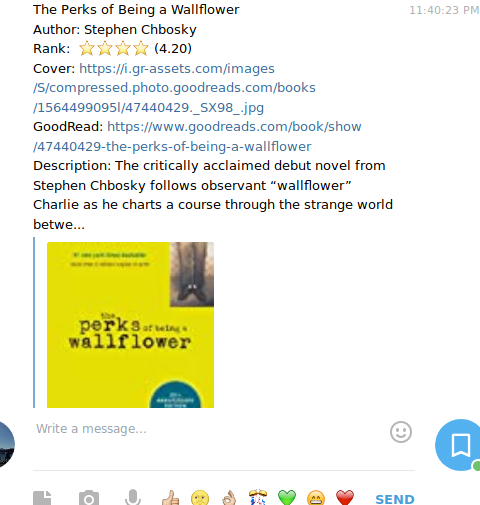 The Perks of Being a Wallflower
11:40:23 PM
Author: Stephen Chbosky
Rank: ⭐⭐⭐⭐ (4.20)
Cover: https://i.gr-assets.com/images
/S/compressed.photo.goodreads.com/books
/1564499095l/47440429._SX98_.jpg
GoodRead: https://www.goodreads.com/book/show
/47440429-the-perks-of-being-a-wallflower
Description: The critically acclaimed debut novel from
Stephen Chbosky follows observant “wallflower”
Charlie as he charts a course through the strange world
betwe...
#1 new york times bestseller
the
perks of being a
wallflower
Write a message...
SEND